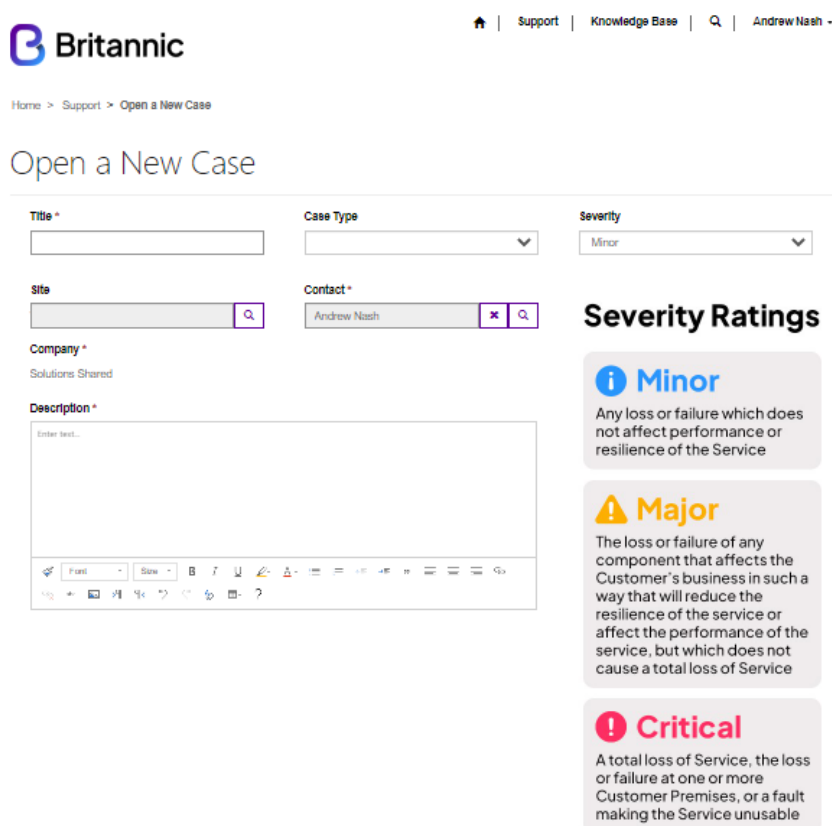 Support | Knowledge Base | | Andrew Nash
Britannic
Home > Support > Open a New Case
Open a New Case
Title * Case Type Severity
Minor
Site Contact *
Andrew Nash
Severity Ratings
Company *
Solutions Shared
Minor
Any loss or failure which does
not affect performance or
resilience of the Service
Description *
Enter text...
Major
The loss or failure of any
component that affects the
Customer's business in such a
way that will reduce the
resilience of the service or
affect the performance of the
service, but which does not
cause a total loss of Service
Font Size B I U A ?
Critical
A total loss of Service, the loss
or failure at one or more
Customer Premises, or a fault
making the Service unusable